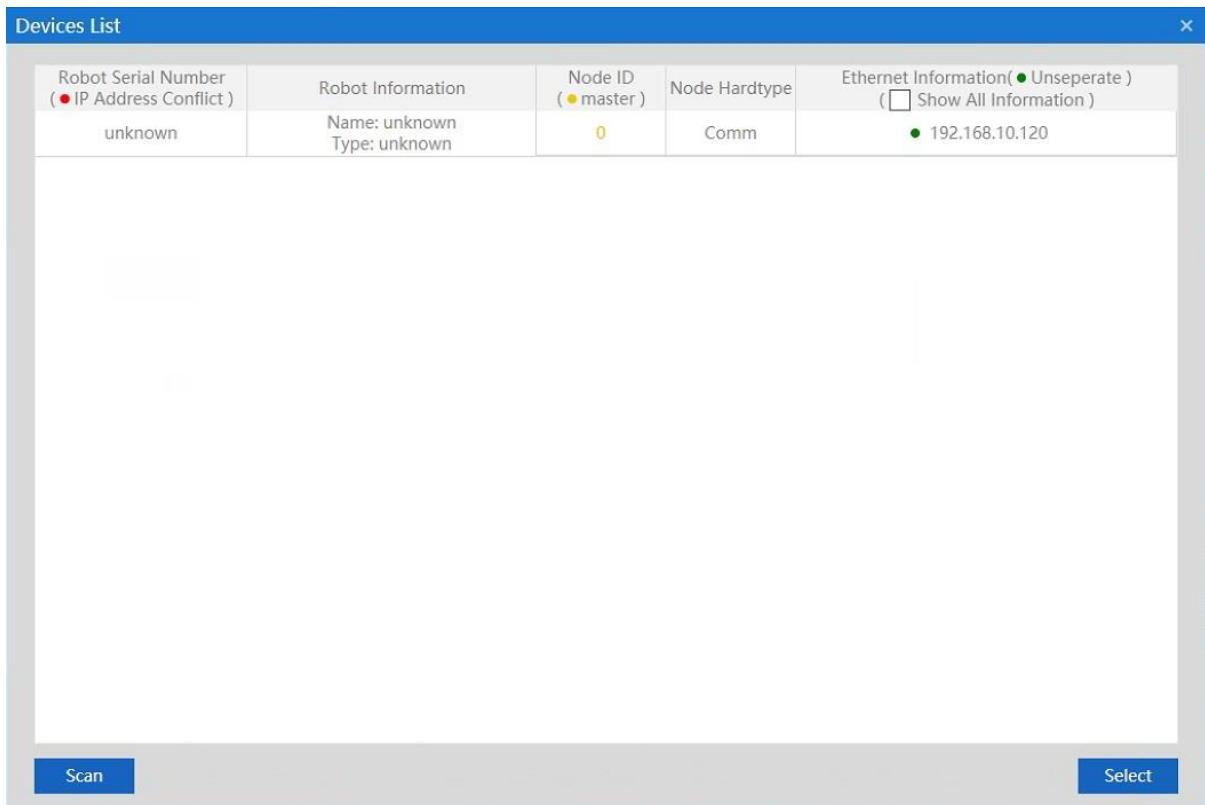 Devices List
Robot Serial Number
( ● IP Address Conflict )
Robot Information
Node ID
( ● master )
Node Hardtype
Ethernet Information( ● Unseperate )
( Show All Information )
unknown
Name: unknown
Type: unknown
0
Comm
● 192.168.10.120
Scan
Select